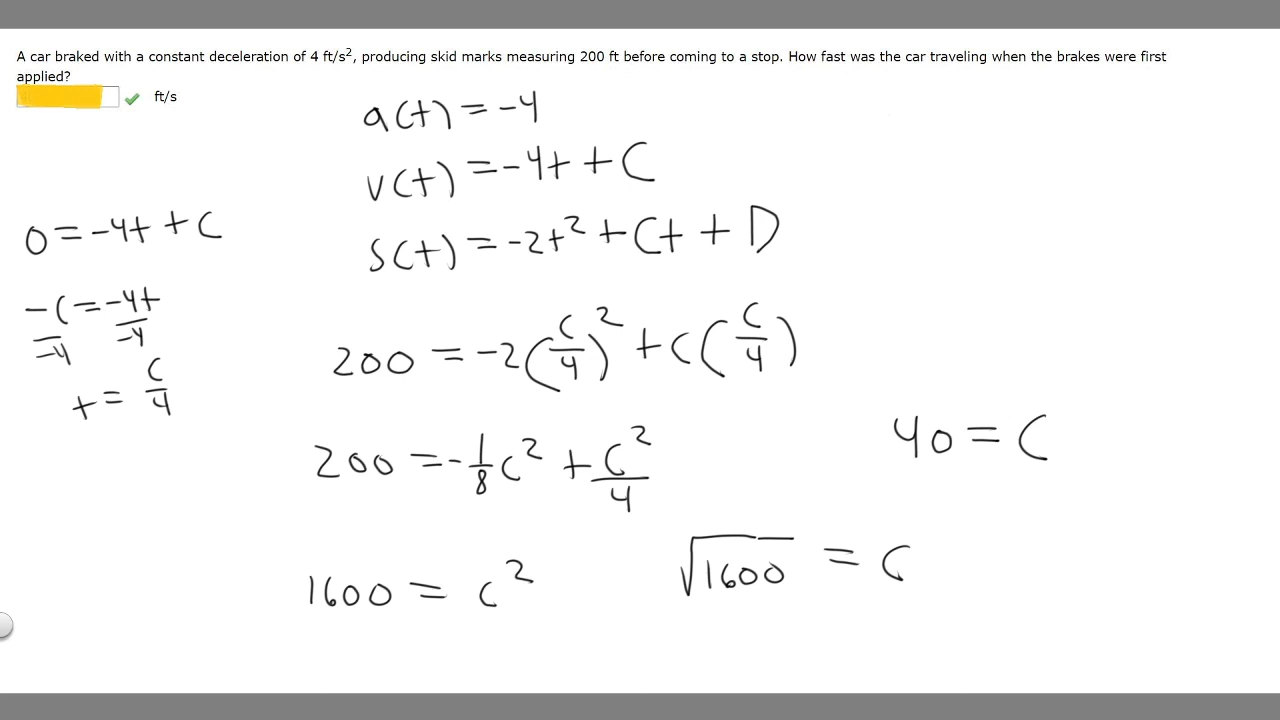 A car braked with a constant deceleration of 4 ft/s², producing skid marks measuring 200 ft before coming to a stop. How fast was the car traveling when the brakes were first
applied?
ft/s
a(t) = -4
v(t) = -4t + C
s(t) = -2t² + Ct + D
0 = -4t + C
-C/-4 = -4t/-4
t = C/4
200 = -2(C/4)² + C(C/4)
200 = -1/8 C² + C²/4
1600 = C²
√1600 = C
40 = C